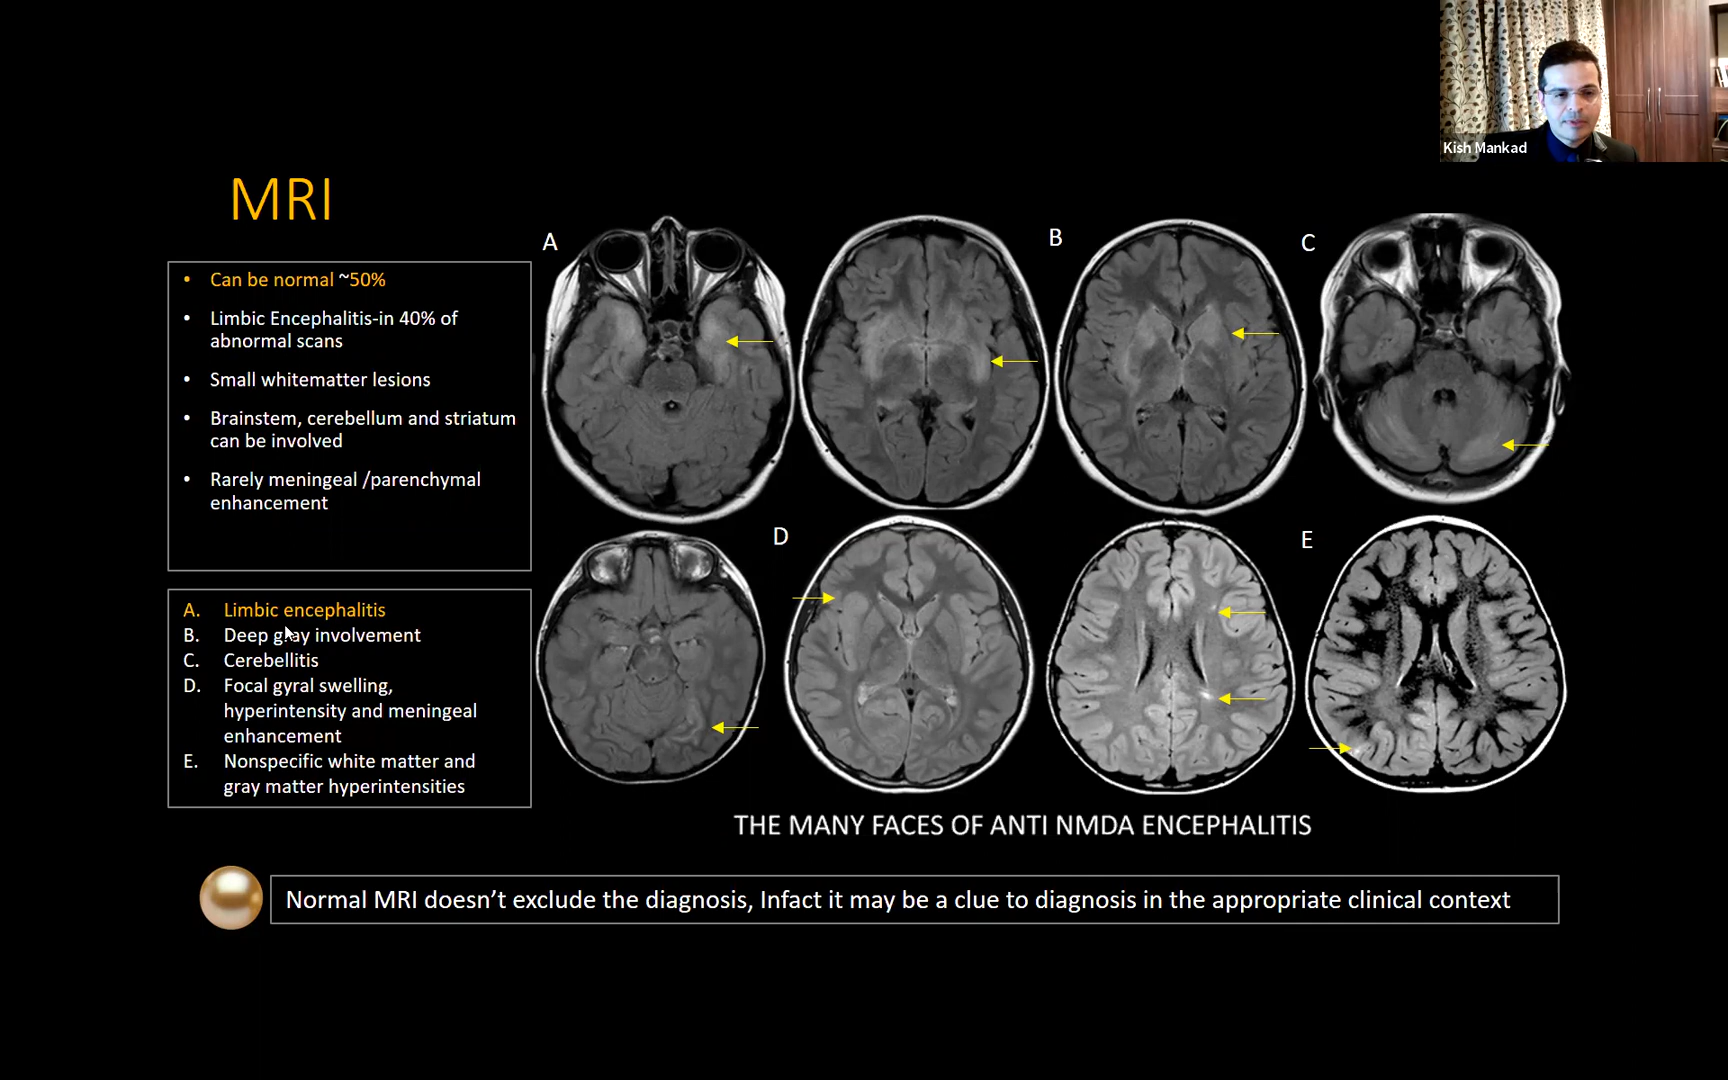 Kish Mankad
MRI
• Can be normal ~50%
• Limbic Encephalitis-in 40% of
abnormal scans
• Small whitematter lesions
• Brainstem, cerebellum and striatum
can be involved
• Rarely meningeal /parenchymal
enhancement
A. Limbic encephalitis
B. Deep gray involvement
C. Cerebellitis
D. Focal gyral swelling,
hyperintensity and meningeal
enhancement
E. Nonspecific white matter and
gray matter hyperintensities
A
B
C
D
E
THE MANY FACES OF ANTI NMDA ENCEPHALITIS
Normal MRI doesn’t exclude the diagnosis, Infact it may be a clue to diagnosis in the appropriate clinical context